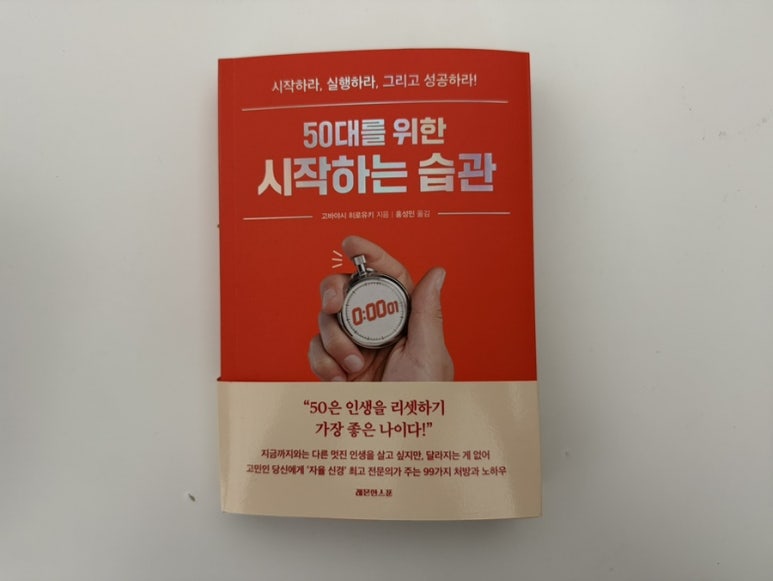 시작하라, 실행하라, 그리고 성공하라!
50대를 위한
시작하는 습관
고바야시 히로유키 지음 | 홍성민 옮김
0:00 01
“50은 인생을 리셋하기
가장 좋은 나이다!”
지금까지와는 다른 멋진 인생을 살고 싶지만, 달라지는 게 없어
고민인 당신에게 ‘자율 신경’ 최고 전문의가 주는 99가지 처방과 노하우
레몬한스푼